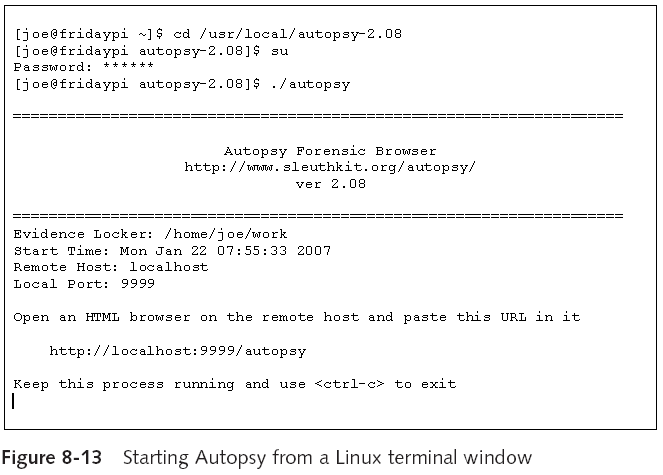 [joe@fridaypi ~]$ cd /usr/local/autopsy-2.08
[joe@fridaypi autopsy-2.08]$ su
Password: ******
[joe@fridaypi autopsy-2.08]$ ./autopsy
============================================================================
Autopsy Forensic Browser
http://www.sleuthkit.org/autopsy/
ver 2.08
============================================================================
Evidence Locker: /home/joe/work
Start Time: Mon Jan 22 07:55:33 2007
Remote Host: localhost
Local Port: 9999
Open an HTML browser on the remote host and paste this URL in it
http://localhost:9999/autopsy
Keep this process running and use <ctrl-c> to exit
Figure 8-13 Starting Autopsy from a Linux terminal window